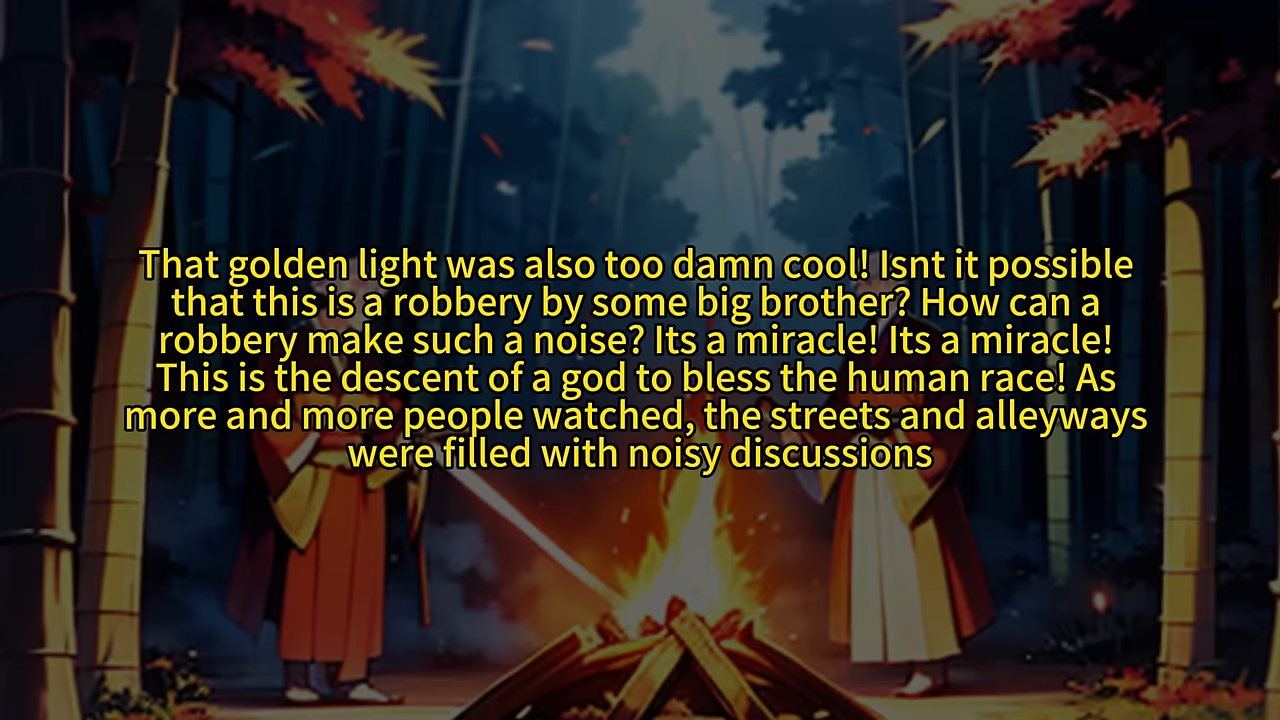 That golden light was also too damn cool! Isnt it possible
that this is a robbery by some big brother? How can a
robbery make such a noise? Its a miracle! Its a miracle!
This is the descent of a god to bless the human race! As
more and more people watched, the streets and alleyways
were filled with noisy discussions